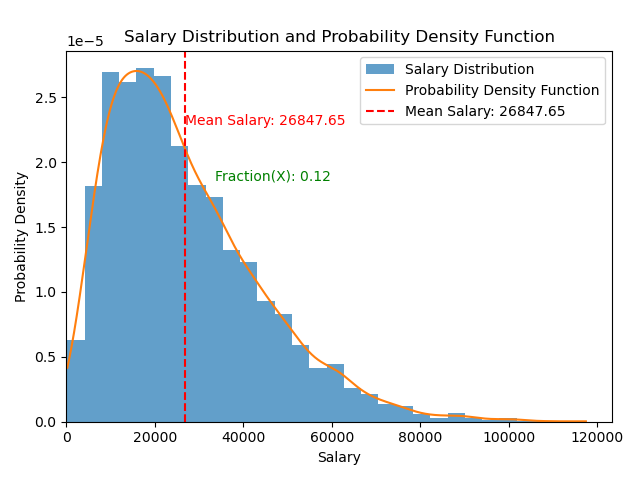 Salary Distribution and Probability Density Function
1e−5
Salary Distribution
Probability Density Function
Mean Salary: 26847.65
2.5
Mean Salary: 26847.65
2.0
Fraction(X): 0.12
1.5
1.0
0.5
0.0
Probability Density
0 20000 40000 60000 80000 100000 120000
Salary